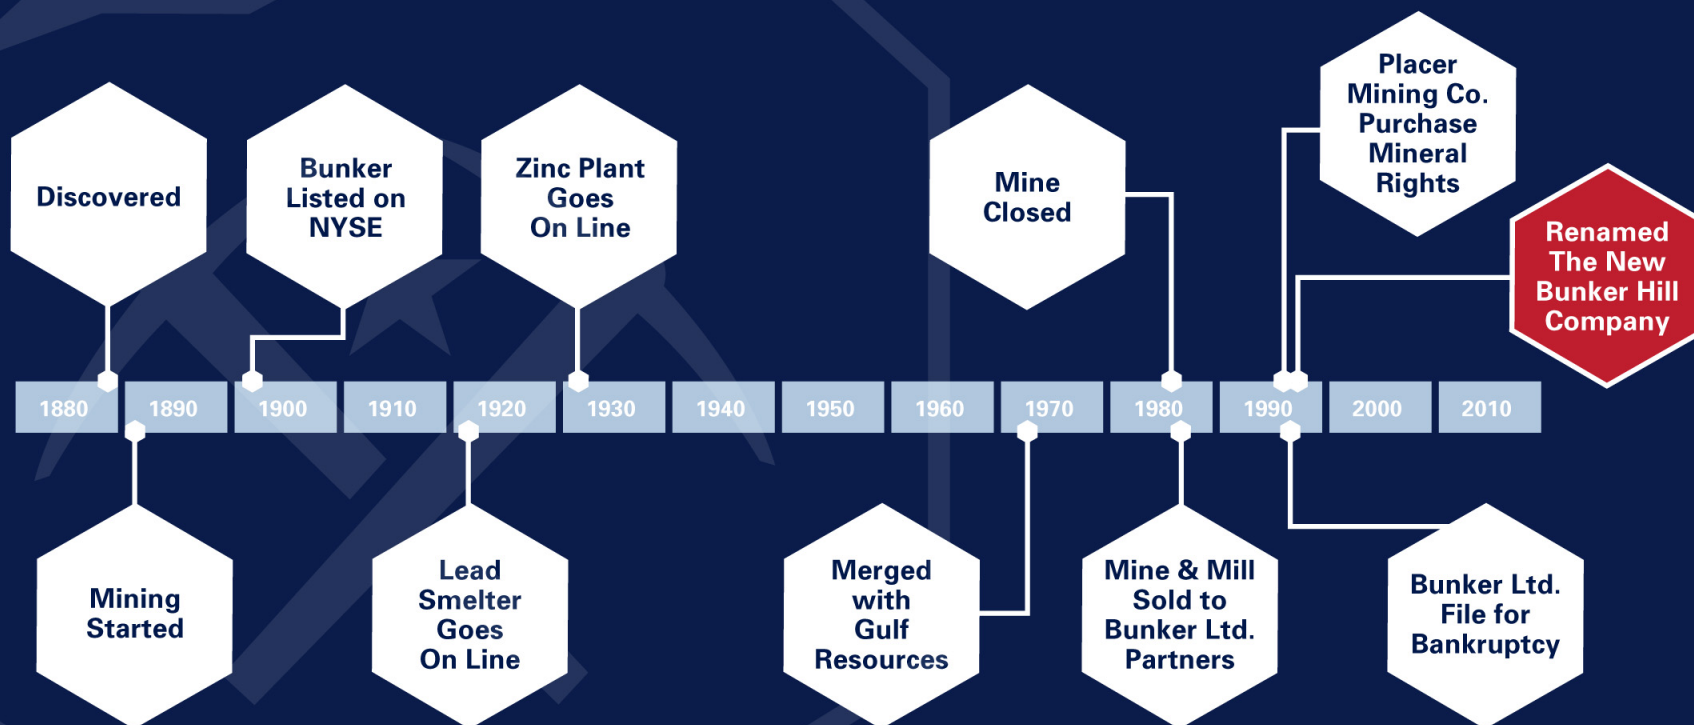 Discovered
Bunker
Listed on
NYSE
Zinc Plant
Goes
On Line
Mine
Closed
Placer
Mining Co.
Purchase
Mineral
Rights
Renamed
The New
Bunker Hill
Company
1880 1890 1900 1910 1920 1930 1940 1950 1960 1970 1980 1990 2000 2010
Mining
Started
Lead
Smelter
Goes
On Line
Merged
with
Gulf
Resources
Mine & Mill
Sold to
Bunker Ltd.
Partners
Bunker Ltd.
File for
Bankruptcy